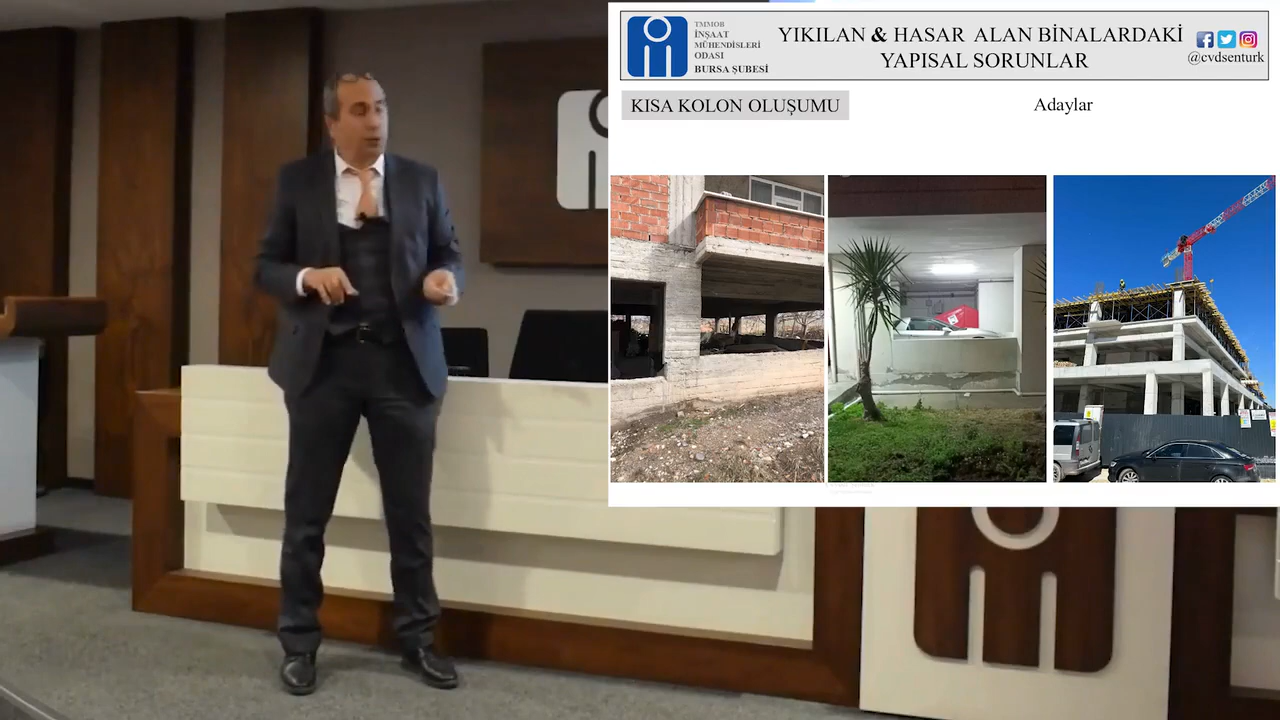 TMMOB
İNŞAAT
MÜHENDİSLERİ
ODASI
BURSA ŞUBESİ
YIKILAN & HASAR ALAN BİNALARDAKİ
YAPISAL SORUNLAR
@cvdsenturk
KISA KOLON OLUŞUMU
Adaylar